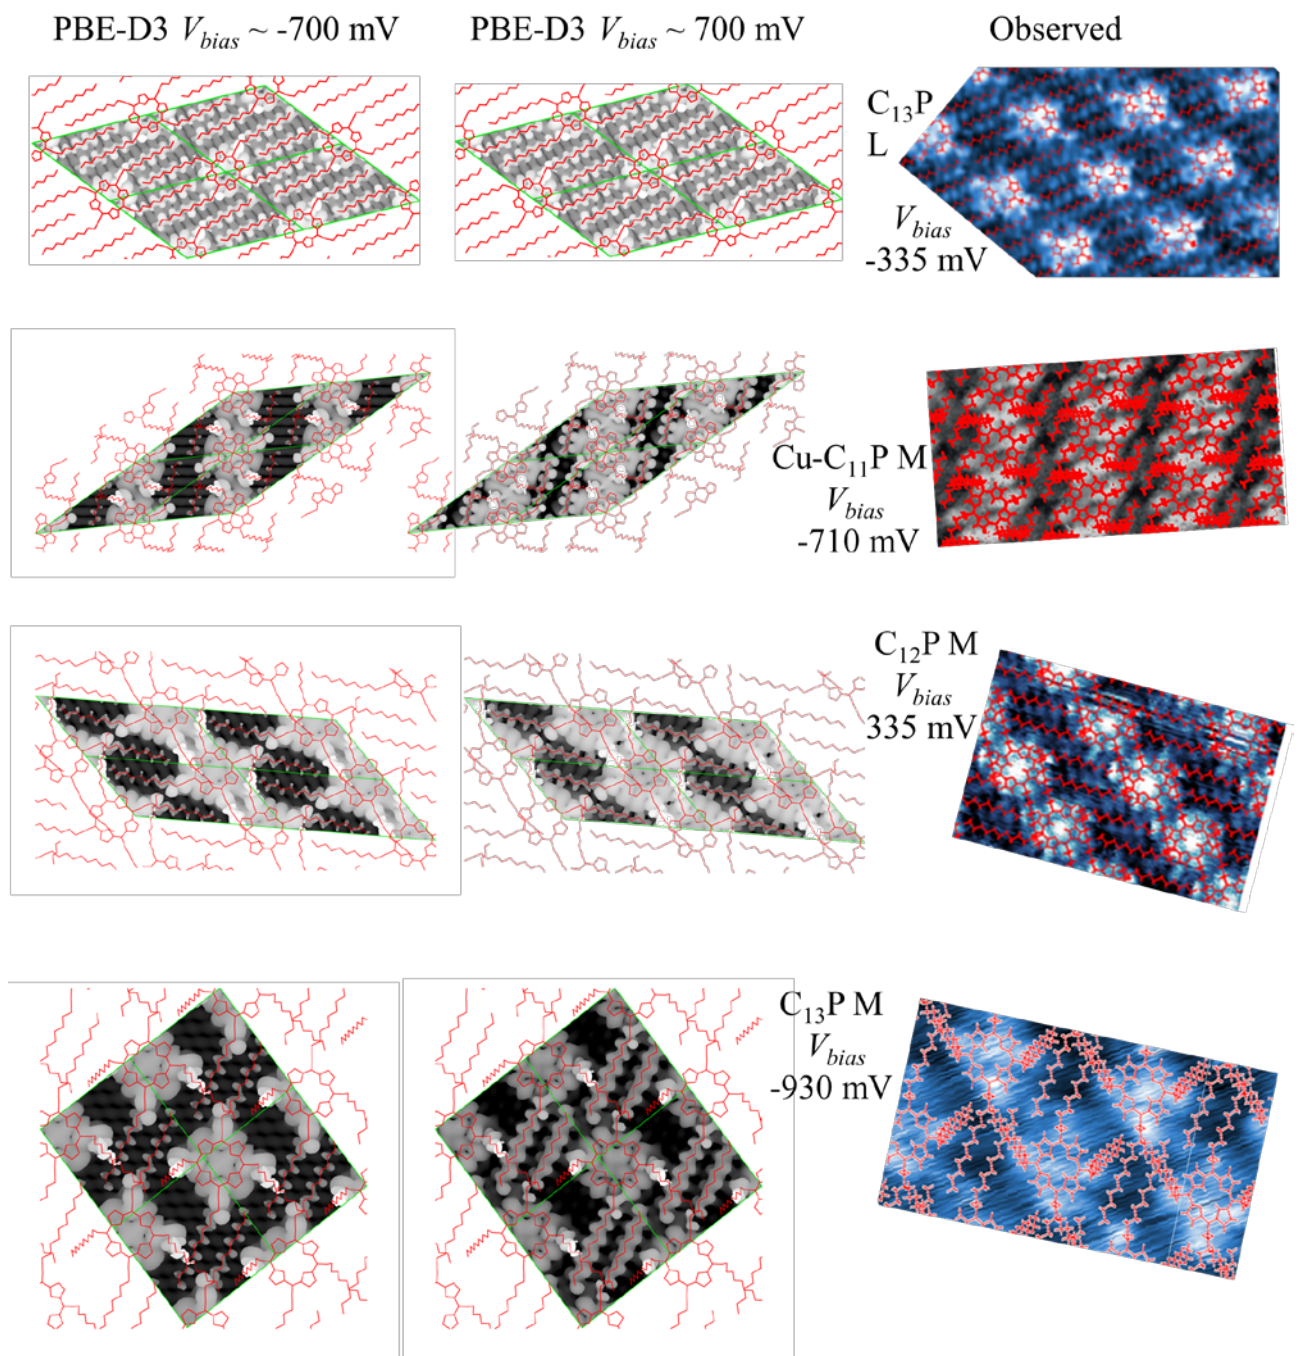 PBE-D3 V_bias ~ -700 mV
PBE-D3 V_bias ~ 700 mV
Observed
C₁₃P
L
V_bias
-335 mV
Cu-C₁₁P M
V_bias
-710 mV
C₁₂P M
V_bias
335 mV
C₁₃P M
V_bias
-930 mV